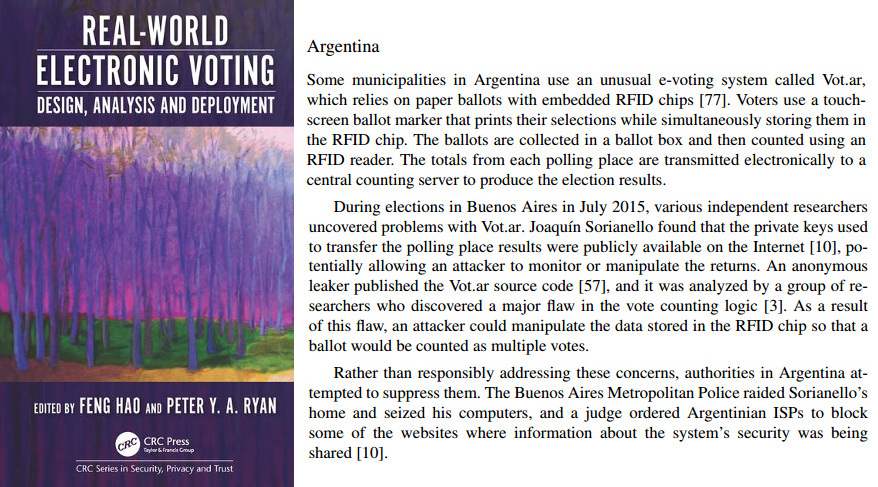 REAL-WORLD
ELECTRONIC VOTING
DESIGN, ANALYSIS AND DEPLOYMENT
EDITED BY FENG HAO AND PETER Y. A. RYAN
CRC
CRC Press
Taylor & Francis Group
CRC Series in Security, Privacy and Trust
Argentina
Some municipalities in Argentina use an unusual e-voting system called Vot.ar,
which relies on paper ballots with embedded RFID chips [77]. Voters use a touch-
screen ballot marker that prints their selections while simultaneously storing them in
the RFID chip. The ballots are collected in a ballot box and then counted using an
RFID reader. The totals from each polling place are transmitted electronically to a
central counting server to produce the election results.
During elections in Buenos Aires in July 2015, various independent researchers
uncovered problems with Vot.ar. Joaquín Sorianello found that the private keys used
to transfer the polling place results were publicly available on the Internet [10], po-
tentially allowing an attacker to monitor or manipulate the returns. An anonymous
leaker published the Vot.ar source code [57], and it was analyzed by a group of re-
searchers who discovered a major flaw in the vote counting logic [3]. As a result
of this flaw, an attacker could manipulate the data stored in the RFID chip so that a
ballot would be counted as multiple votes.
Rather than responsibly addressing these concerns, authorities in Argentina at-
tempted to suppress them. The Buenos Aires Metropolitan Police raided Sorianello's
home and seized his computers, and a judge ordered Argentinian ISPs to block
some of the websites where information about the system's security was being
shared [10].